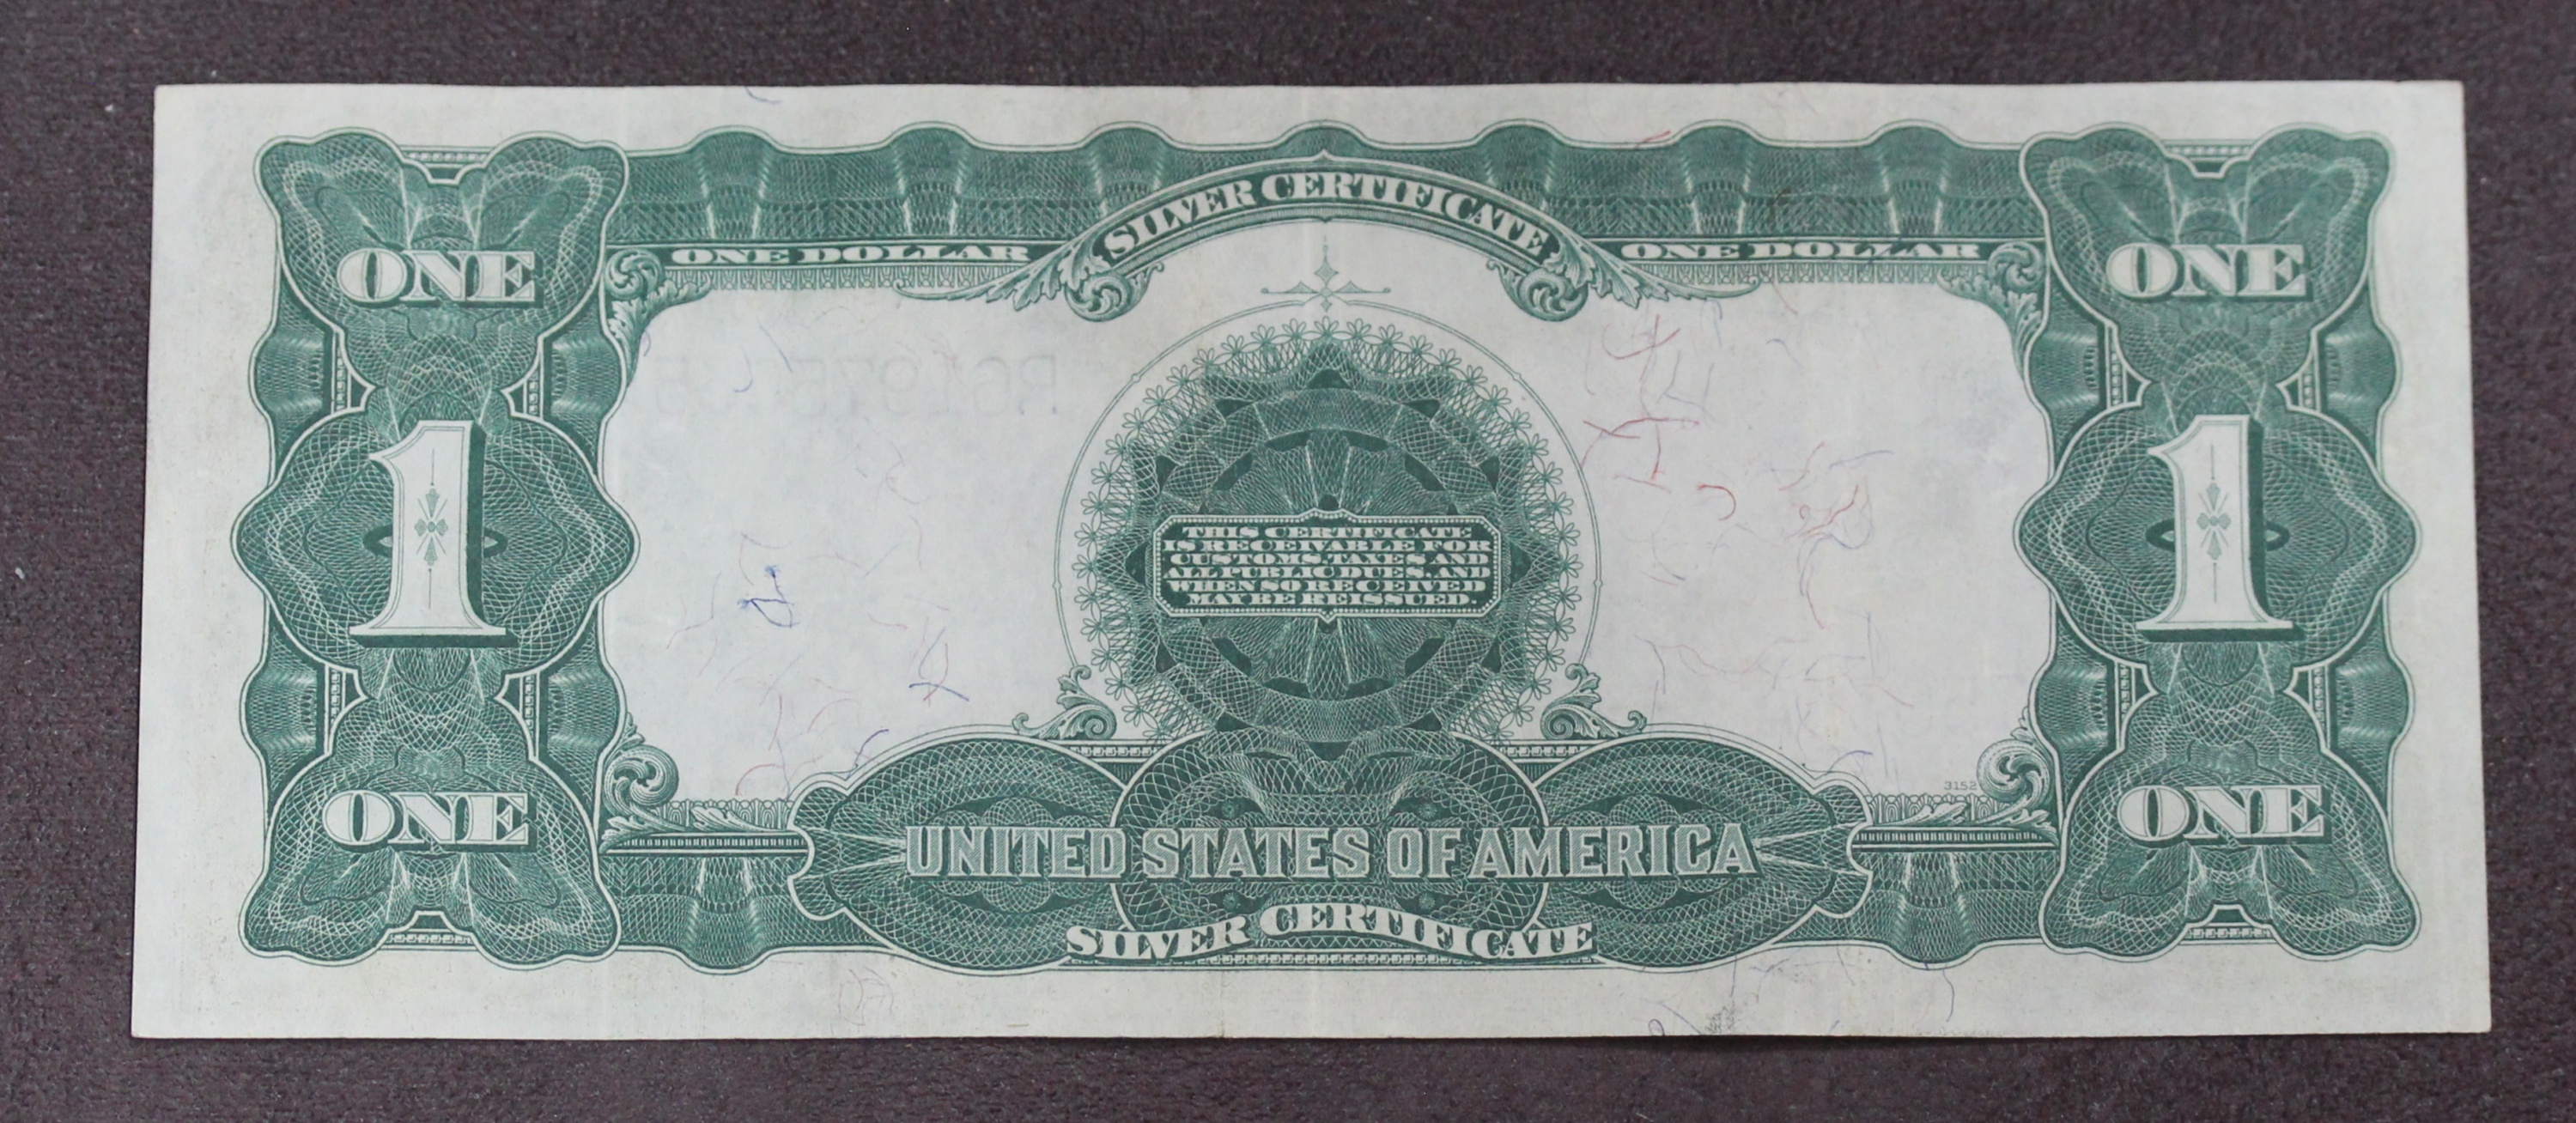 SILVER CERTIFICATE
ONE DOLLAR ONE DOLLAR
ONE ONE
1 1
THIS CERTIFICATE
IS RECEIVABLE FOR
CUSTOMS, TAXES, AND
ALL PUBLIC DUES, AND
WHEN SO RECEIVED
MAY BE REISSUED.
3152
ONE ONE
UNITED STATES OF AMERICA
SILVER CERTIFICATE